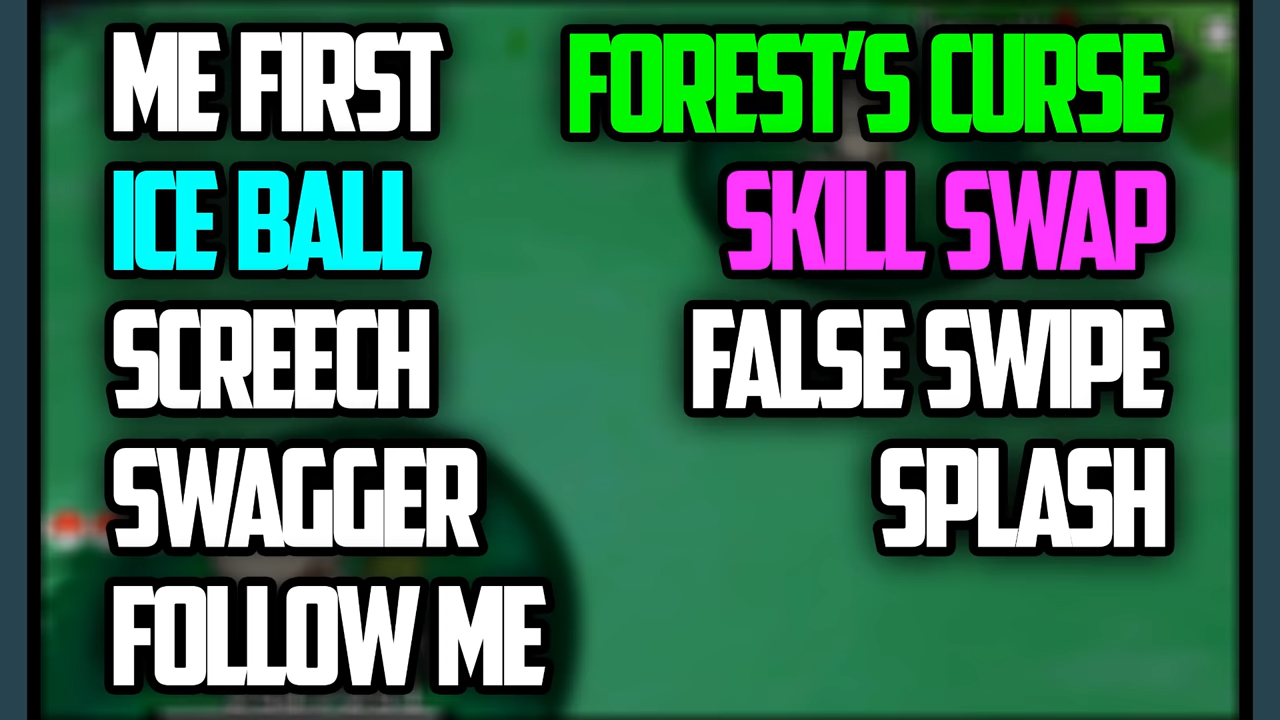 ME FIRST
ICE BALL
SCREECH
SWAGGER
FOLLOW ME
FOREST'S CURSE
SKILL SWAP
FALSE SWIPE
SPLASH